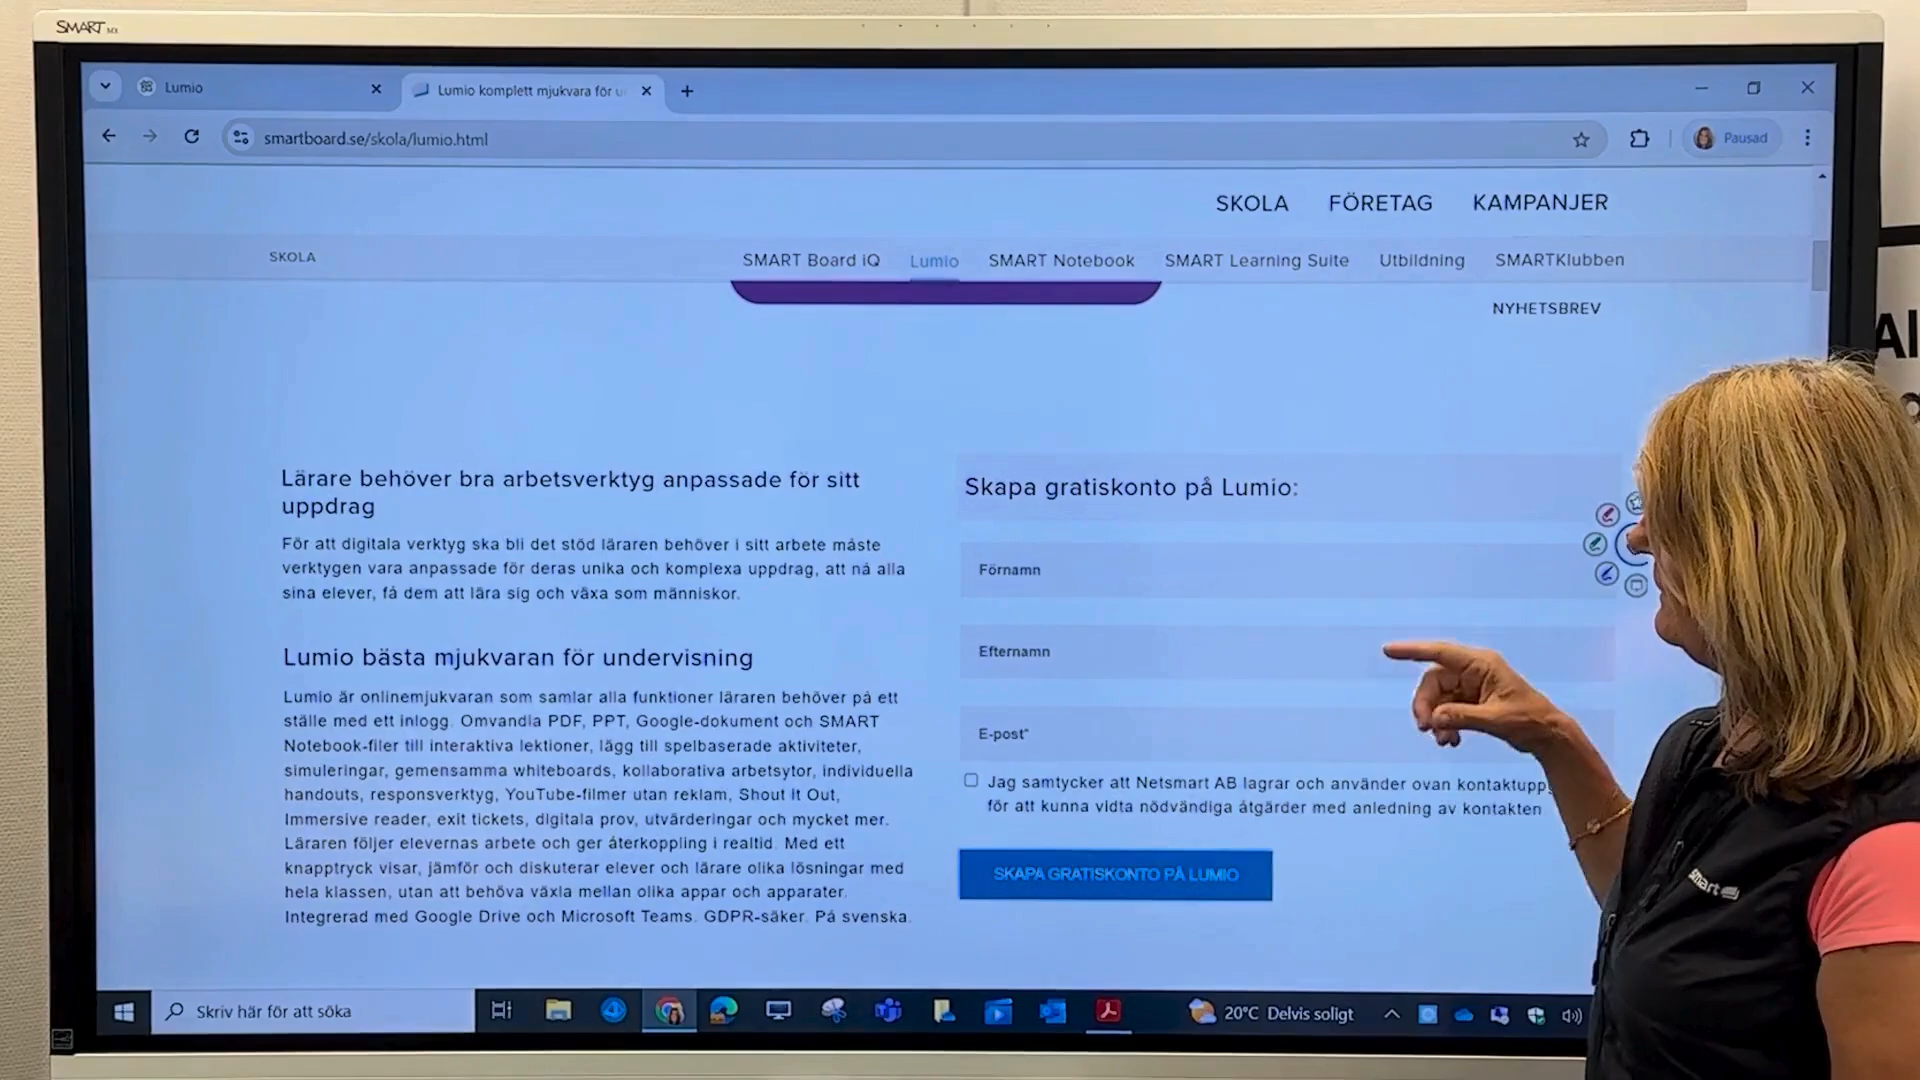 SMART MX
Lumio
Lumio komplett mjukvara för u
smartboard.se/skola/lumio.html
Pausad
SKOLA FÖRETAG KAMPANJER
SKOLA
SMART Board iQ Lumio SMART Notebook SMART Learning Suite Utbildning SMARTKlubben
NYHETSBREV
Al
Lärare behöver bra arbetsverktyg anpassade för sitt
uppdrag
För att digitala verktyg ska bli det stöd läraren behöver i sitt arbete måste
verktygen vara anpassade för deras unika och komplexa uppdrag, att nå alla
sina elever, få dem att lära sig och växa som människor.
Lumio bästa mjukvaran för undervisning
Lumio är onlinemjukvaran som samlar alla funktioner läraren behöver på ett
ställe med ett inlogg. Omvandla PDF, PPT, Google-dokument och SMART
Notebook-filer till interaktiva lektioner, lägg till spelbaserade aktiviteter,
simuleringar, gemensamma whiteboards, kollaborativa arbetsytor, individuella
handouts, responsverktyg, YouTube-filmer utan reklam, Shout It Out,
Immersive reader, exit tickets, digitala prov, utvärderingar och mycket mer.
Läraren följer elevernas arbete och ger återkoppling i realtid. Med ett
knapptryck visar, jämför och diskuterar elever och lärare olika lösningar med
hela klassen, utan att behöva växla mellan olika appar och apparater.
Integrerad med Google Drive och Microsoft Teams. GDPR-säker. På svenska.
Skapa gratiskonto på Lumio:
Förnamn
Efternamn
E-post*
Jag samtycker att Netsmart AB lagrar och använder ovan kontaktuppg
för att kunna vidta nödvändiga åtgärder med anledning av kontakten
SKAPA GRATISKONTO PÅ LUMIO
smart
Skriv här för att söka
20°C Delvis soligt